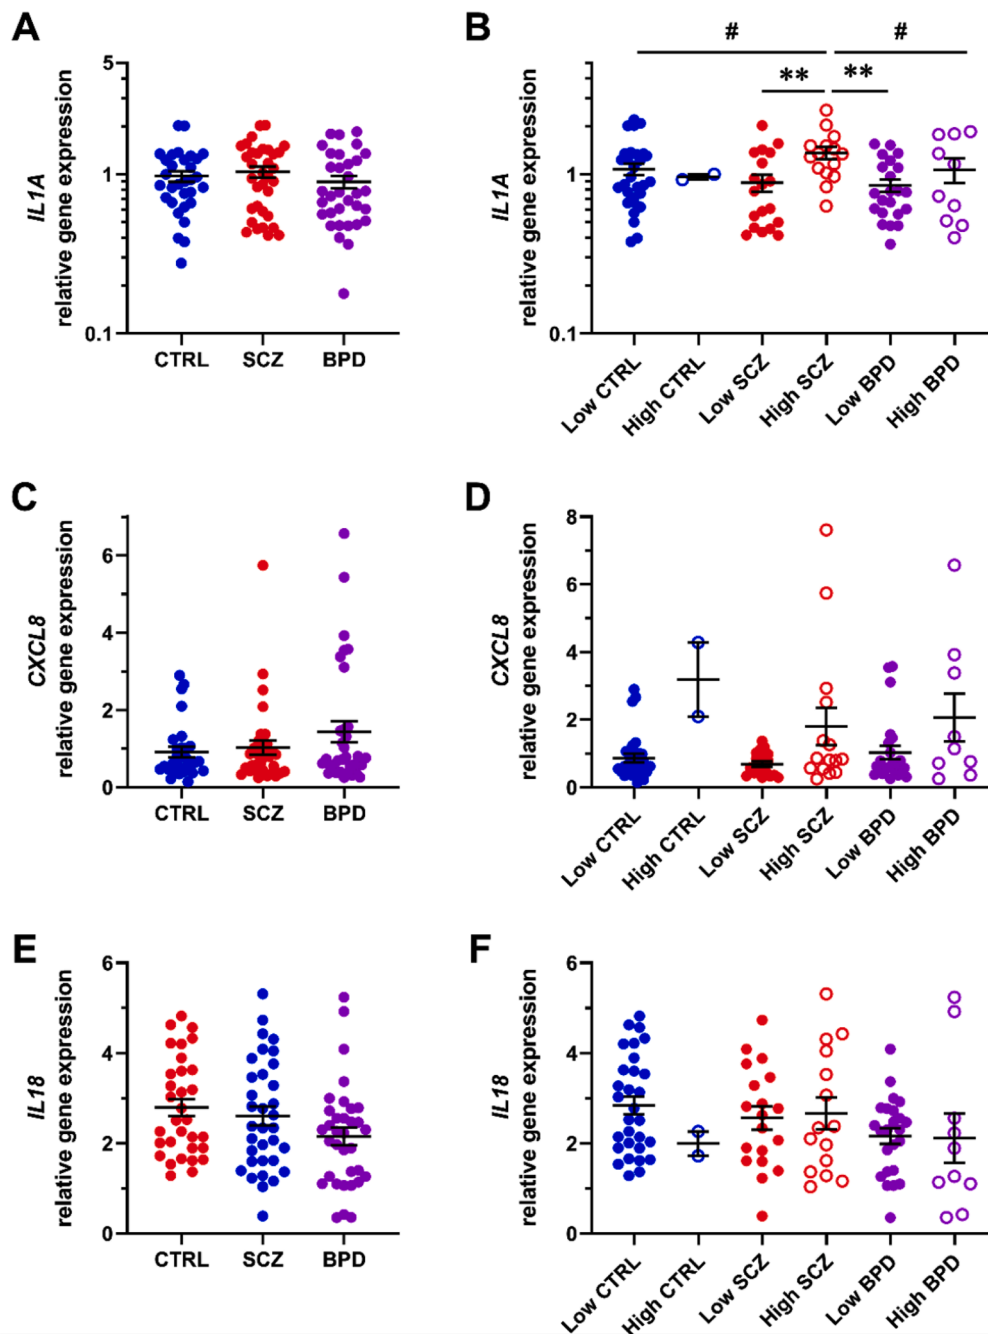 A
IL1A
relative gene expression
5
1
0.1
CTRL
SCZ
BPD
B
#
#
**
**
IL1A
relative gene expression
1
0.1
Low CTRL
High CTRL
Low SCZ
High SCZ
Low BPD
High BPD
C
CXCL8
relative gene expression
6
4
2
0
CTRL
SCZ
BPD
D
CXCL8
relative gene expression
8
6
4
2
0
Low CTRL
High CTRL
Low SCZ
High SCZ
Low BPD
High BPD
E
IL18
relative gene expression
6
4
2
0
CTRL
SCZ
BPD
F
IL18
relative gene expression
6
4
2
0
Low CTRL
High CTRL
Low SCZ
High SCZ
Low BPD
High BPD